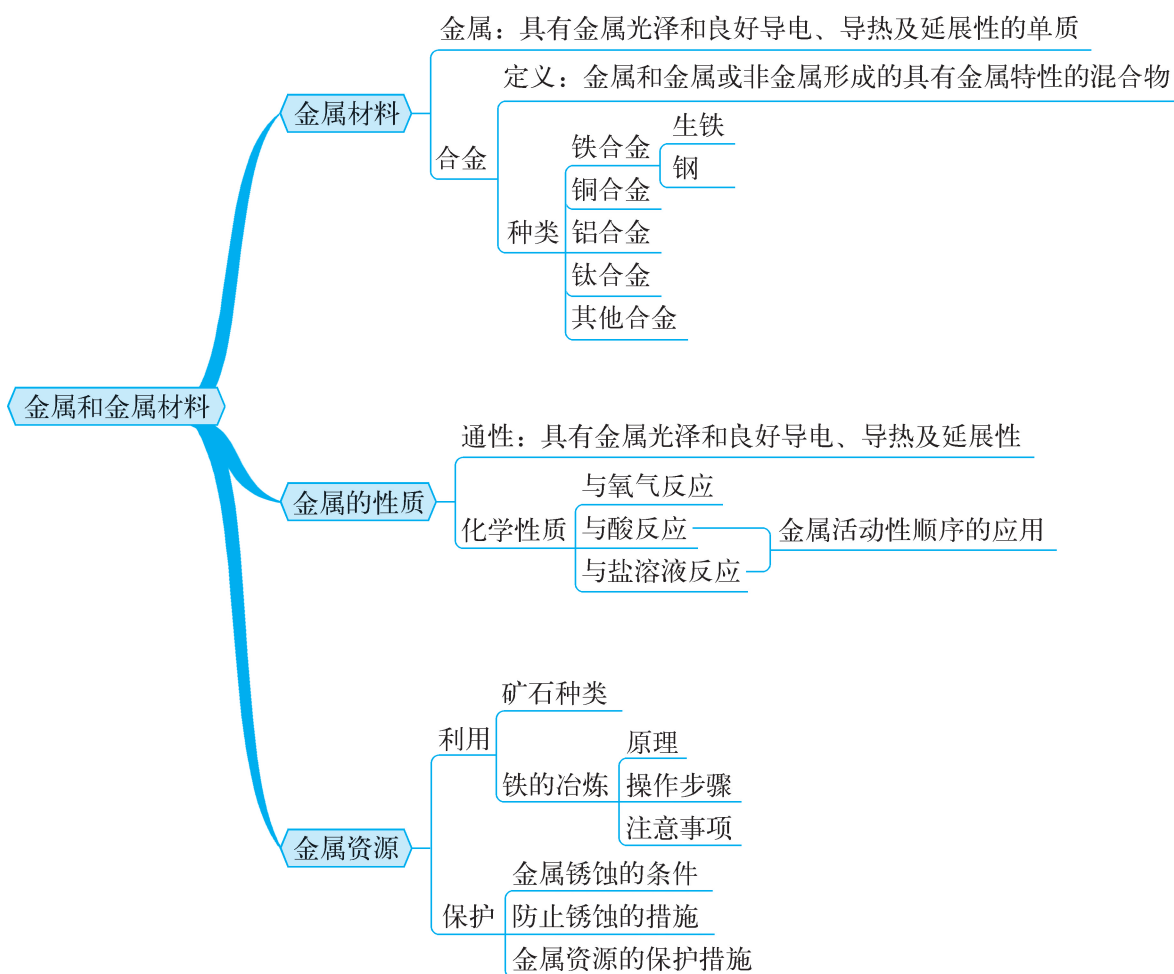 金属和金属材料
金属材料
金属：具有金属光泽和良好导电、导热及延展性的单质
合金
定义：金属和金属或非金属形成的具有金属特性的混合物
种类
铁合金
生铁
钢
铜合金
铝合金
钛合金
其他合金
金属的性质
通性：具有金属光泽和良好导电、导热及延展性
化学性质
与氧气反应
与酸反应
与盐溶液反应
金属活动性顺序的应用
金属资源
利用
矿石种类
铁的冶炼
原理
操作步骤
注意事项
保护
金属锈蚀的条件
防止锈蚀的措施
金属资源的保护措施